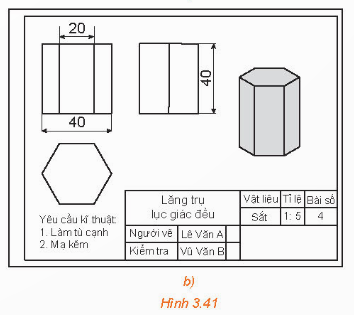 20
40
40
Yêu cầu kĩ thuật:
1. Làm tù cạnh
2. Mạ kẽm
Lăng trụ
lục giác đều
Vật liệu Tỉ lệ Bài số
Sắt 1: 5 4
Người vẽ Lê Văn A
Kiểm tra Vũ Văn B
b)
Hình 3.41